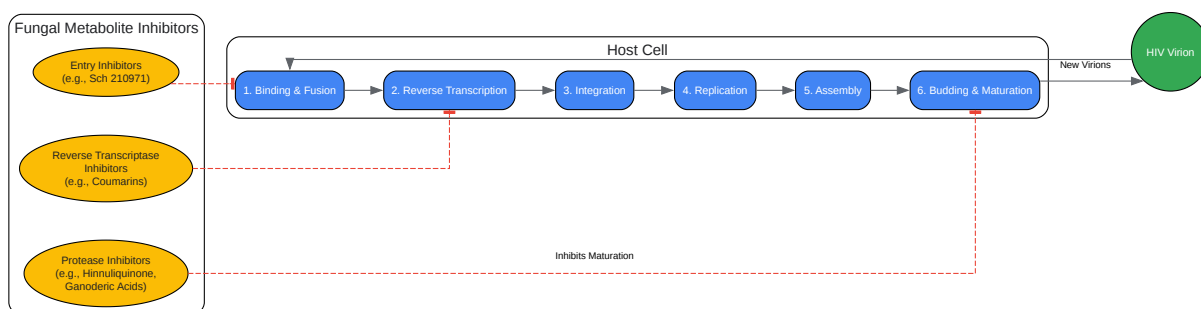 Fungal Metabolite Inhibitors
Entry Inhibitors
(e.g., Sch 210971)
Reverse Transcriptase
Inhibitors
(e.g., Coumarins)
Protease Inhibitors
(e.g., Hinnuliquinone,
Ganoderic Acids)
Host Cell
1. Binding & Fusion
2. Reverse Transcription
3. Integration
4. Replication
5. Assembly
6. Budding & Maturation
New Virions
HIV Virion
Inhibits Maturation